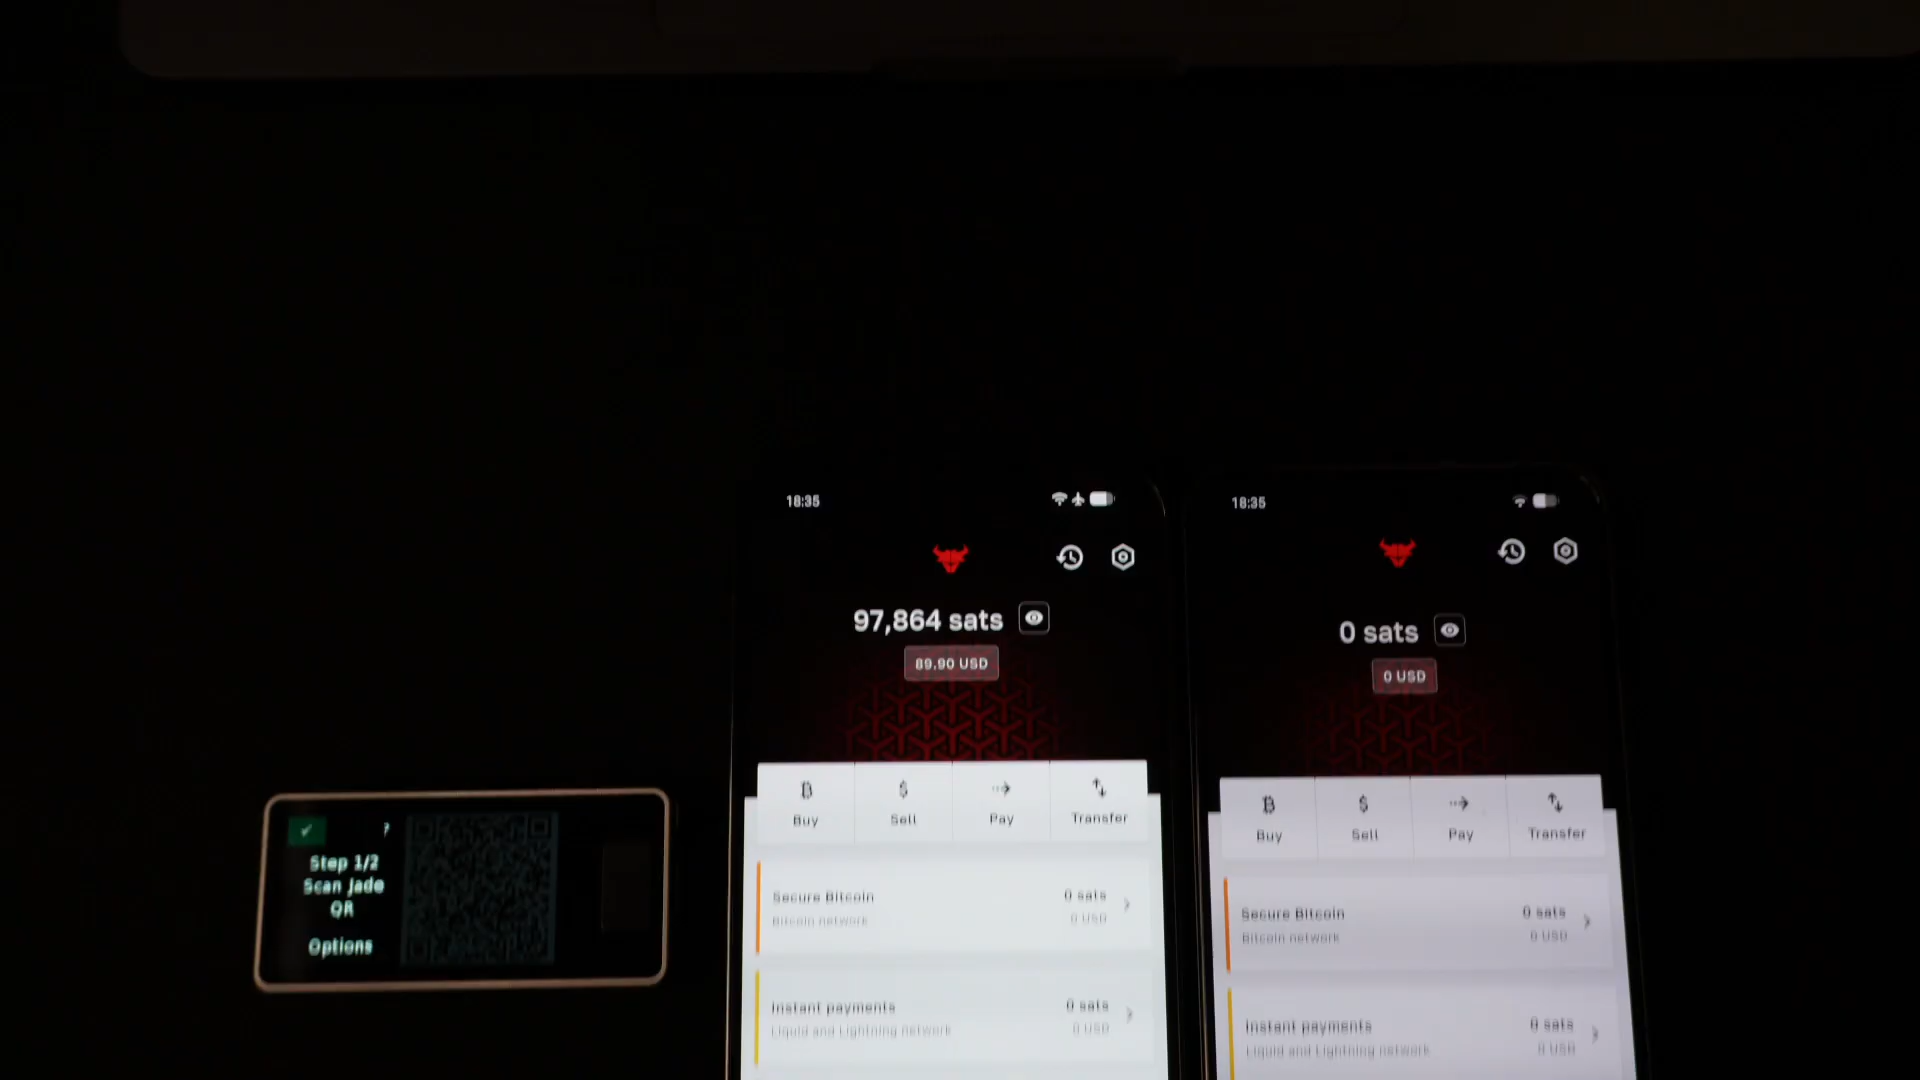 ✓ ?
Step 1/2
Scan Jade
QR
Options
18:35
97,864 sats
89.90 USD
Buy Sell Pay Transfer
Secure Bitcoin 0 sats
Bitcoin network 0 USD
Instant payments 0 sats
Liquid and Lightning network 0 USD
18:35
0 sats
0 USD
Buy Sell Pay Transfer
Secure Bitcoin 0 sats
Bitcoin network 0 USD
Instant payments 0 sats
Liquid and Lightning network 0 USD